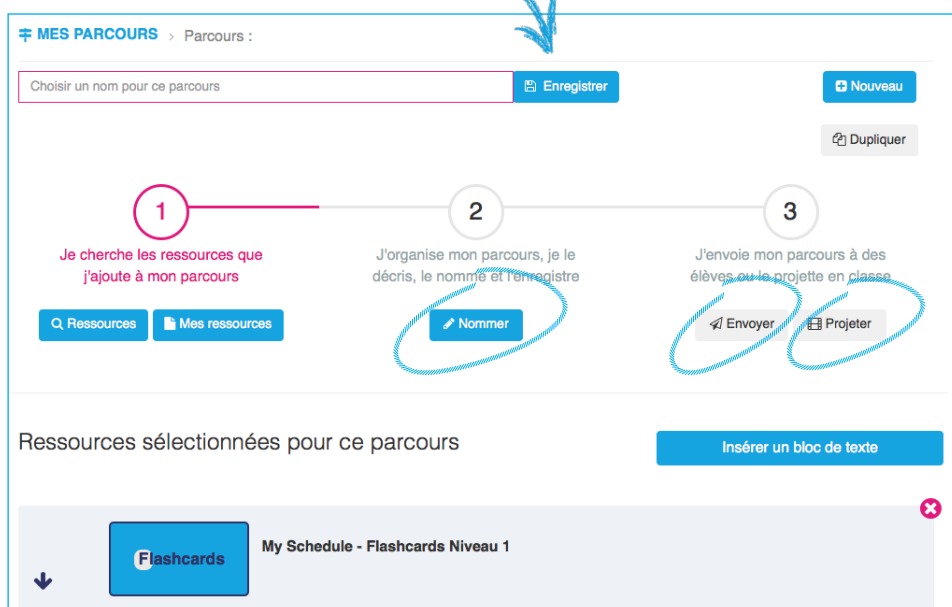 MES PARCOURS > Parcours :
Choisir un nom pour ce parcours
Enregistrer
Nouveau
Dupliquer
1
2
3
Je cherche les ressources que
j'ajoute à mon parcours
J'organise mon parcours, je le
décris, le nomme et l'enregistre
J'envoie mon parcours à des
élèves ou le projette en classe
Ressources
Mes ressources
Nommer
Envoyer
Projeter
Ressources sélectionnées pour ce parcours
Insérer un bloc de texte
Flashcards
My Schedule - Flashcards Niveau 1